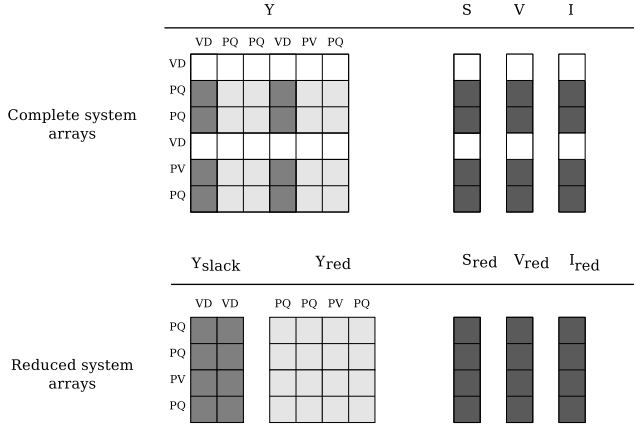 Y S V I
VD PQ PQ VD PV PQ
VD
PQ
PQ
VD
PV
PQ
Complete system
arrays
Yslack Yred Sred Vred Ired
VD VD PQ PQ PV PQ
PQ
PQ
PV
PQ
Reduced system
arrays